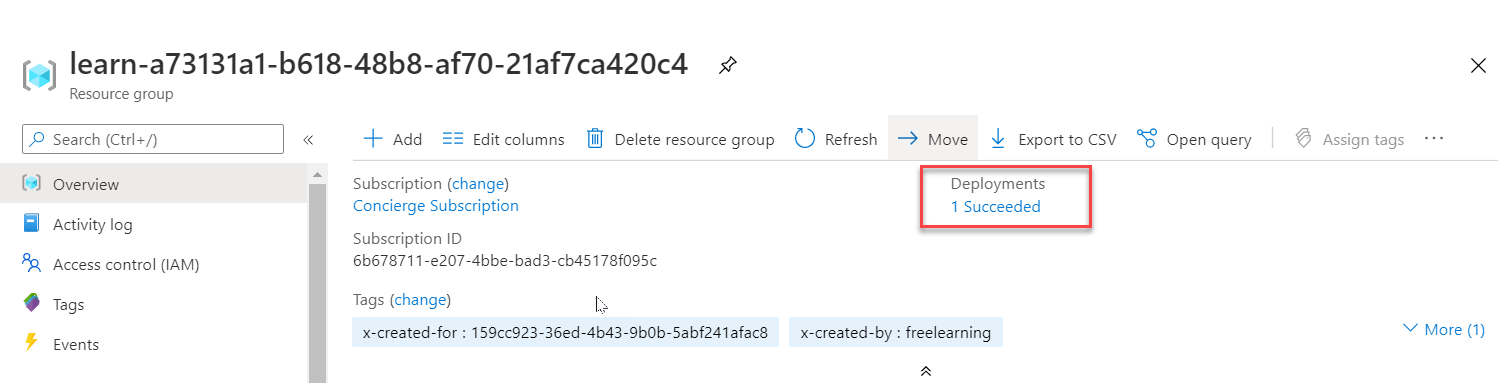 learn-a73131a1-b618-48b8-af70-21af7ca420c4
Resource group
Search (Ctrl+/)
Add
Edit columns
Delete resource group
Refresh
Move
Export to CSV
Open query
Assign tags
Overview
Activity log
Access control (IAM)
Tags
Events
Subscription (change)
Concierge Subscription
Deployments
1 Succeeded
Subscription ID
6b678711-e207-4bbe-bad3-cb45178f095c
Tags (change)
x-created-for : 159cc923-36ed-4b43-9b0b-5abf241afac8
x-created-by : freelearning
More (1)